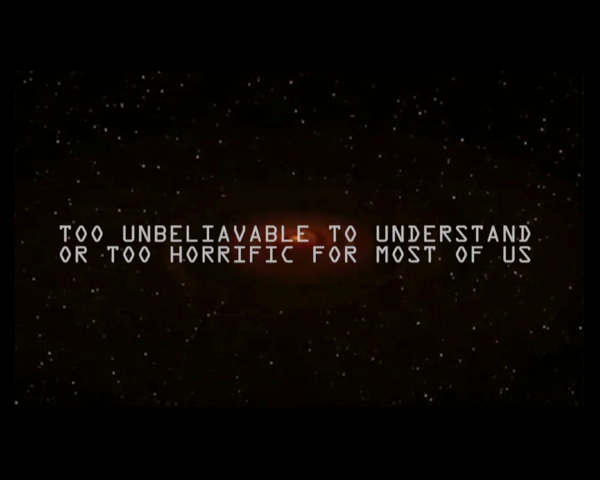 TOO UNBELIAVABLE TO UNDERSTAND
OR TOO HORRIFIC FOR MOST OF US